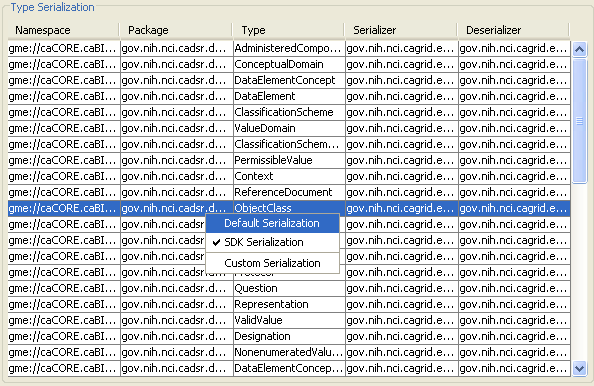 Type Serialization
Namespace Package Type Serializer Deserializer
gme://caCORE.caBI... gov.nih.nci.cadsr.d... AdministeredCompo... gov.nih.nci.cagrid.e... gov.nih.nci.cagrid.e...
gme://caCORE.caBI... gov.nih.nci.cadsr.d... ConceptualDomain gov.nih.nci.cagrid.e... gov.nih.nci.cagrid.e...
gme://caCORE.caBI... gov.nih.nci.cadsr.d... DataElementConcept gov.nih.nci.cagrid.e... gov.nih.nci.cagrid.e...
gme://caCORE.caBI... gov.nih.nci.cadsr.d... DataElement gov.nih.nci.cagrid.e... gov.nih.nci.cagrid.e...
gme://caCORE.caBI... gov.nih.nci.cadsr.d... ClassificationScheme gov.nih.nci.cagrid.e... gov.nih.nci.cagrid.e...
gme://caCORE.caBI... gov.nih.nci.cadsr.d... ValueDomain gov.nih.nci.cagrid.e... gov.nih.nci.cagrid.e...
gme://caCORE.caBI... gov.nih.nci.cadsr.d... ClassificationSchem... gov.nih.nci.cagrid.e... gov.nih.nci.cagrid.e...
gme://caCORE.caBI... gov.nih.nci.cadsr.d... PermissibleValue gov.nih.nci.cagrid.e... gov.nih.nci.cagrid.e...
gme://caCORE.caBI... gov.nih.nci.cadsr.d... Context gov.nih.nci.cagrid.e... gov.nih.nci.cagrid.e...
gme://caCORE.caBI... gov.nih.nci.cadsr.d... ReferenceDocument gov.nih.nci.cagrid.e... gov.nih.nci.cagrid.e...
gme://caCORE.caBI... gov.nih.nci.cadsr.d... ObjectClass gov.nih.nci.cagrid.e... gov.nih.nci.cagrid.e...
gme://caCORE.caBI... gov.nih.nci.cadsr Default Serialization gov.nih.nci.cagrid.e... gov.nih.nci.cagrid.e...
gme://caCORE.caBI... gov.nih.nci.cadsr SDK Serialization gov.nih.nci.cagrid.e... gov.nih.nci.cagrid.e...
gme://caCORE.caBI... gov.nih.nci.cadsr Custom Serialization gov.nih.nci.cagrid.e... gov.nih.nci.cagrid.e...
gme://caCORE.caBI... gov.nih.nci.cadsr.d... gov.nih.nci.cagrid.e... gov.nih.nci.cagrid.e...
gme://caCORE.caBI... gov.nih.nci.cadsr.d... Question gov.nih.nci.cagrid.e... gov.nih.nci.cagrid.e...
gme://caCORE.caBI... gov.nih.nci.cadsr.d... Representation gov.nih.nci.cagrid.e... gov.nih.nci.cagrid.e...
gme://caCORE.caBI... gov.nih.nci.cadsr.d... ValidValue gov.nih.nci.cagrid.e... gov.nih.nci.cagrid.e...
gme://caCORE.caBI... gov.nih.nci.cadsr.d... Designation gov.nih.nci.cagrid.e... gov.nih.nci.cagrid.e...
gme://caCORE.caBI... gov.nih.nci.cadsr.d... NonenumeratedValu... gov.nih.nci.cagrid.e... gov.nih.nci.cagrid.e...
gme://caCORE.caBI... gov.nih.nci.cadsr.d... DataElementConcep... gov.nih.nci.cagrid.e... gov.nih.nci.cagrid.e...